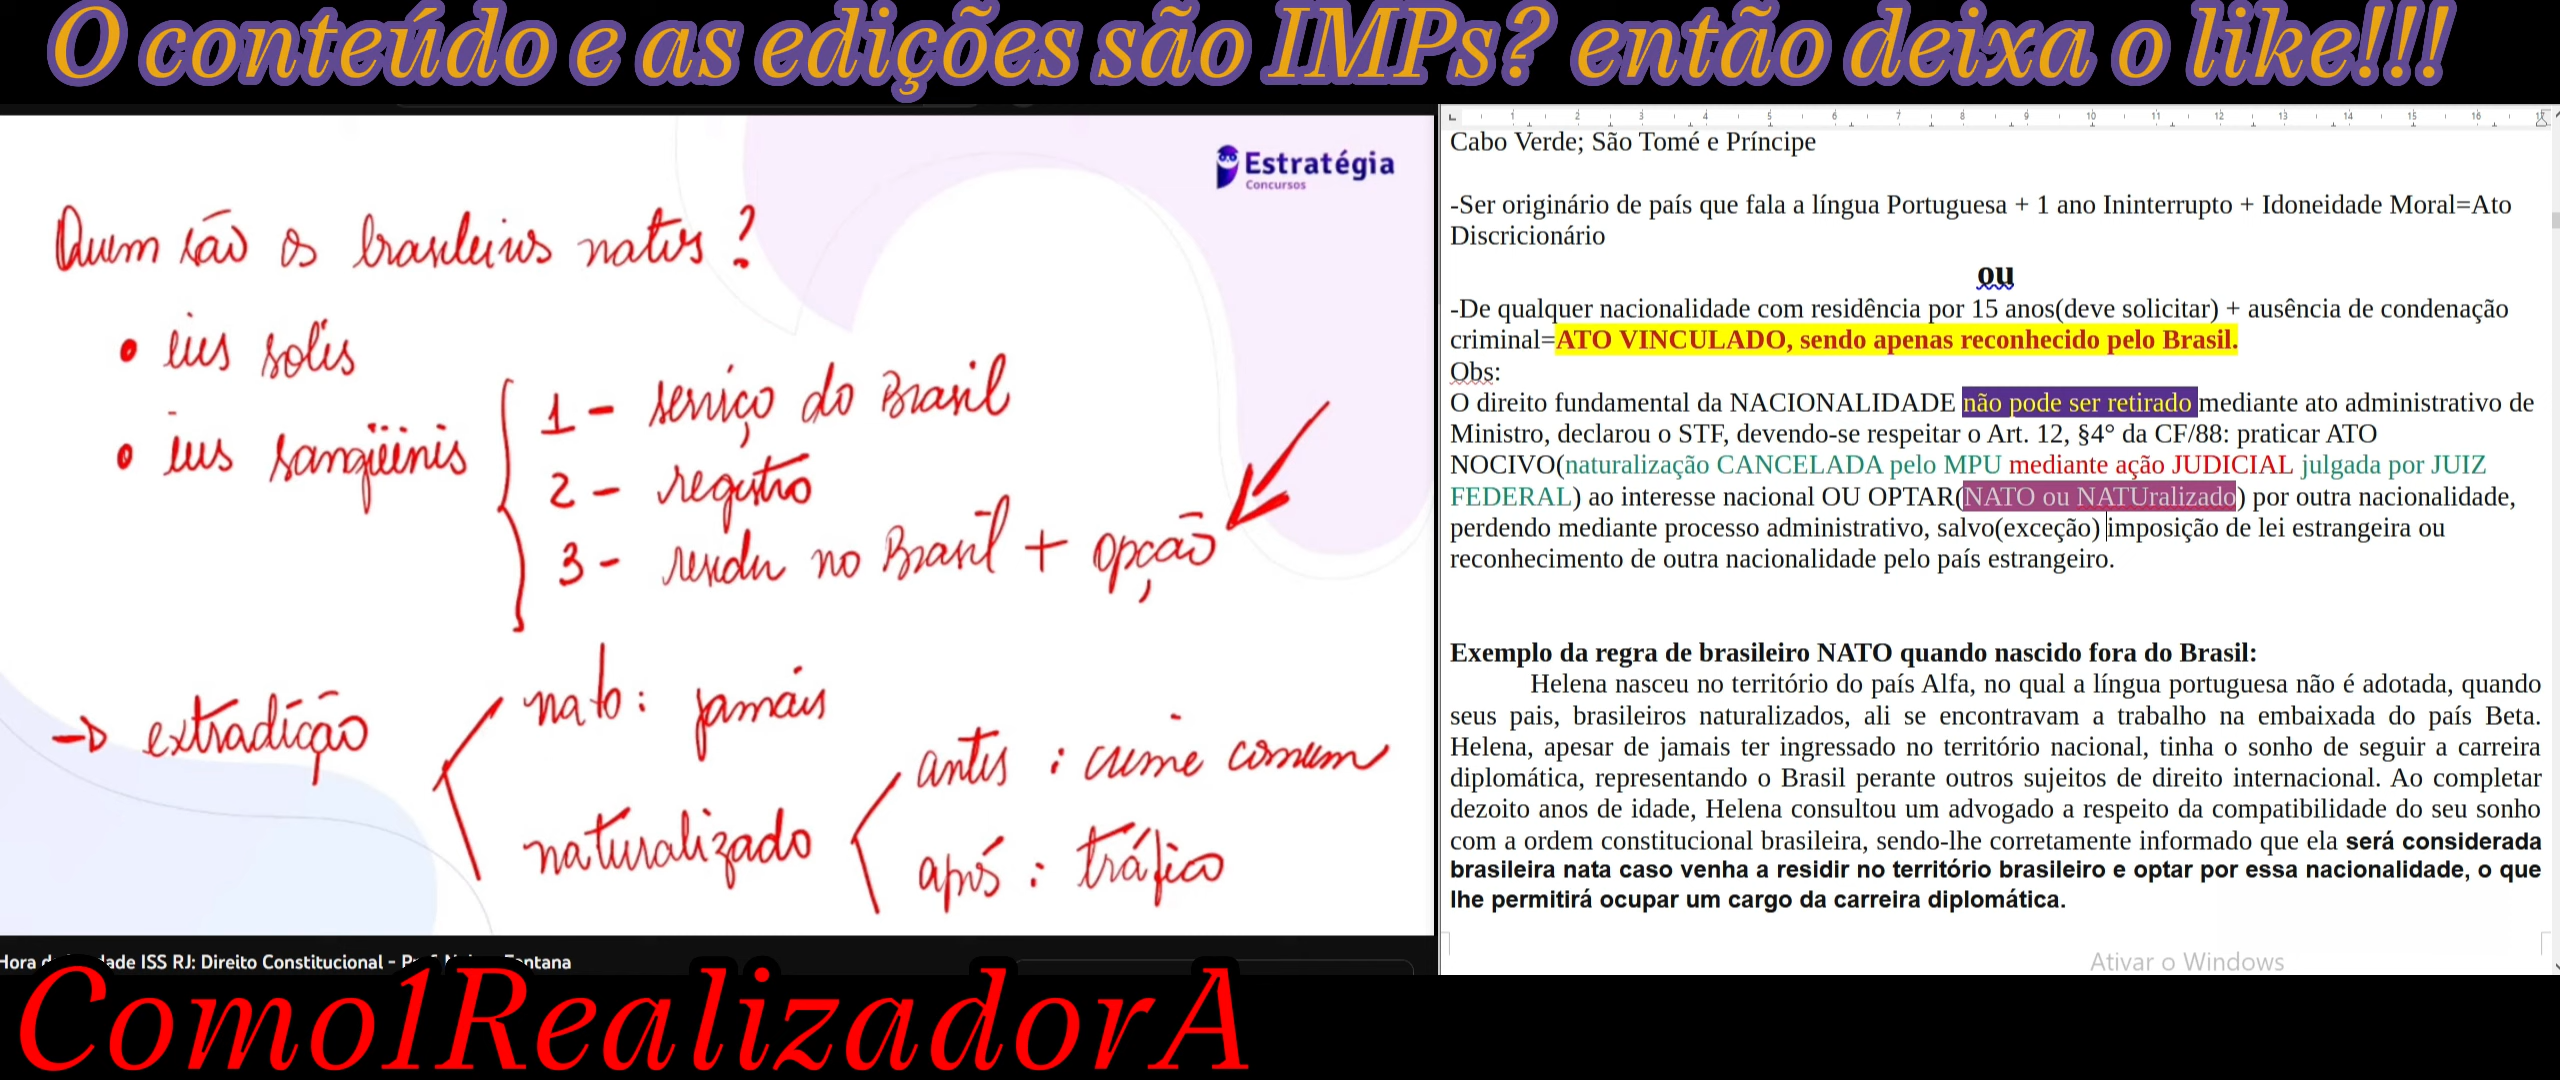 O conteúdo e as edições são IMPs? então deixa o like!!!
Estratégia
Concursos
Quem são os brasileiros natos?
• ius solis
• ius sangüinis
1 - serviço do Brasil
2 - registro
3 - residir no Brasil + opção
→ extradição
nato: jamais
naturalizado
antes: crime comum
após: tráfico
Cabo Verde; São Tomé e Príncipe
-Ser originário de país que fala a língua Portuguesa + 1 ano Ininterrupto + Idoneidade Moral=Ato
Discricionário
ou
-De qualquer nacionalidade com residência por 15 anos(deve solicitar) + ausência de condenação
criminal=ATO VINCULADO, sendo apenas reconhecido pelo Brasil.
Obs:
O direito fundamental da NACIONALIDADE não pode ser retirado mediante ato administrativo de
Ministro, declarou o STF, devendo-se respeitar o Art. 12, §4° da CF/88: praticar ATO
NOCIVO(naturalização CANCELADA pelo MPU mediante ação JUDICIAL julgada por JUIZ
FEDERAL) ao interesse nacional OU OPTAR(NATO ou NATUralizado) por outra nacionalidade,
perdendo mediante processo administrativo, salvo(exceção) imposição de lei estrangeira ou
reconhecimento de outra nacionalidade pelo país estrangeiro.
Exemplo da regra de brasileiro NATO quando nascido fora do Brasil:
Helena nasceu no território do país Alfa, no qual a língua portuguesa não é adotada, quando
seus pais, brasileiros naturalizados, ali se encontravam a trabalho na embaixada do país Beta.
Helena, apesar de jamais ter ingressado no território nacional, tinha o sonho de seguir a carreira
diplomática, representando o Brasil perante outros sujeitos de direito internacional. Ao completar
dezoito anos de idade, Helena consultou um advogado a respeito da compatibilidade do seu sonho
com a ordem constitucional brasileira, sendo-lhe corretamente informado que ela será considerada
brasileira nata caso venha a residir no território brasileiro e optar por essa nacionalidade, o que
lhe permitirá ocupar um cargo da carreira diplomática.
Ativar o Windows
Hora ISS RJ: Direito Constitucional -
Como1RealizadorA